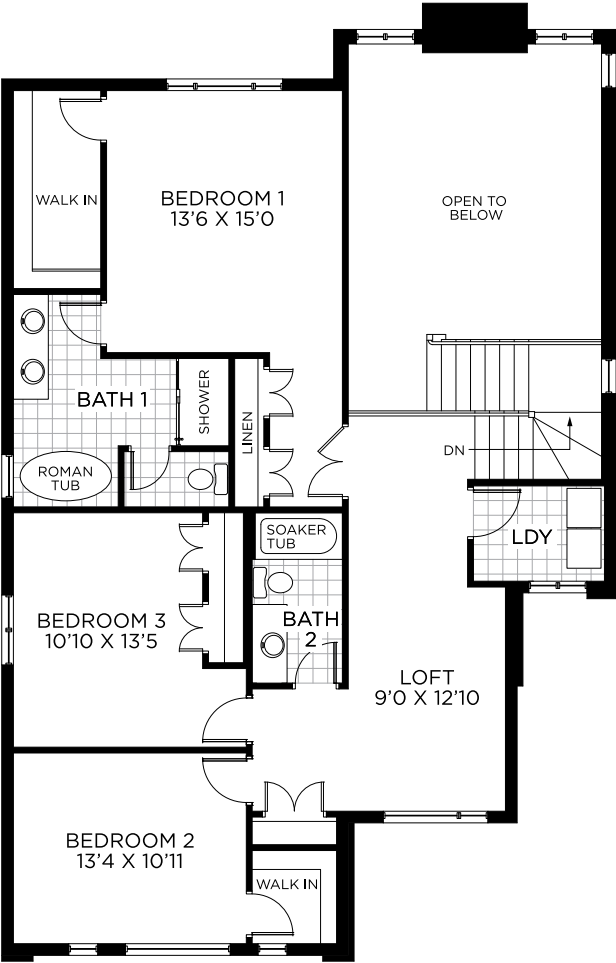 WALK IN
BEDROOM 1
13'6 X 15'0
OPEN TO
BELOW
BATH 1
SHOWER
LINEN
DN
ROMAN
TUB
SOAKER
TUB
LDY
BEDROOM 3
10'10 X 13'5
BATH
2
LOFT
9'0 X 12'10
BEDROOM 2
13'4 X 10'11
WALK IN